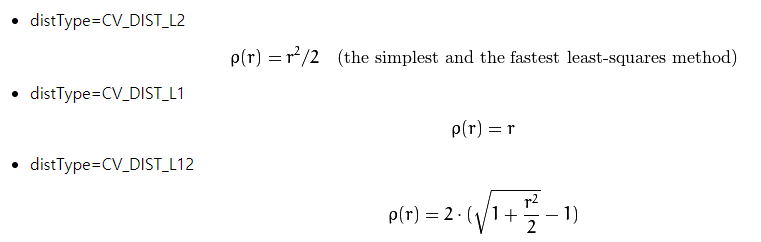 • distType=CV_DIST_L2
ρ(r) = r²/2 (the simplest and the fastest least-squares method)
• distType=CV_DIST_L1
ρ(r) = r
• distType=CV_DIST_L12
ρ(r) = 2 · (√(1 + r²/2) − 1)